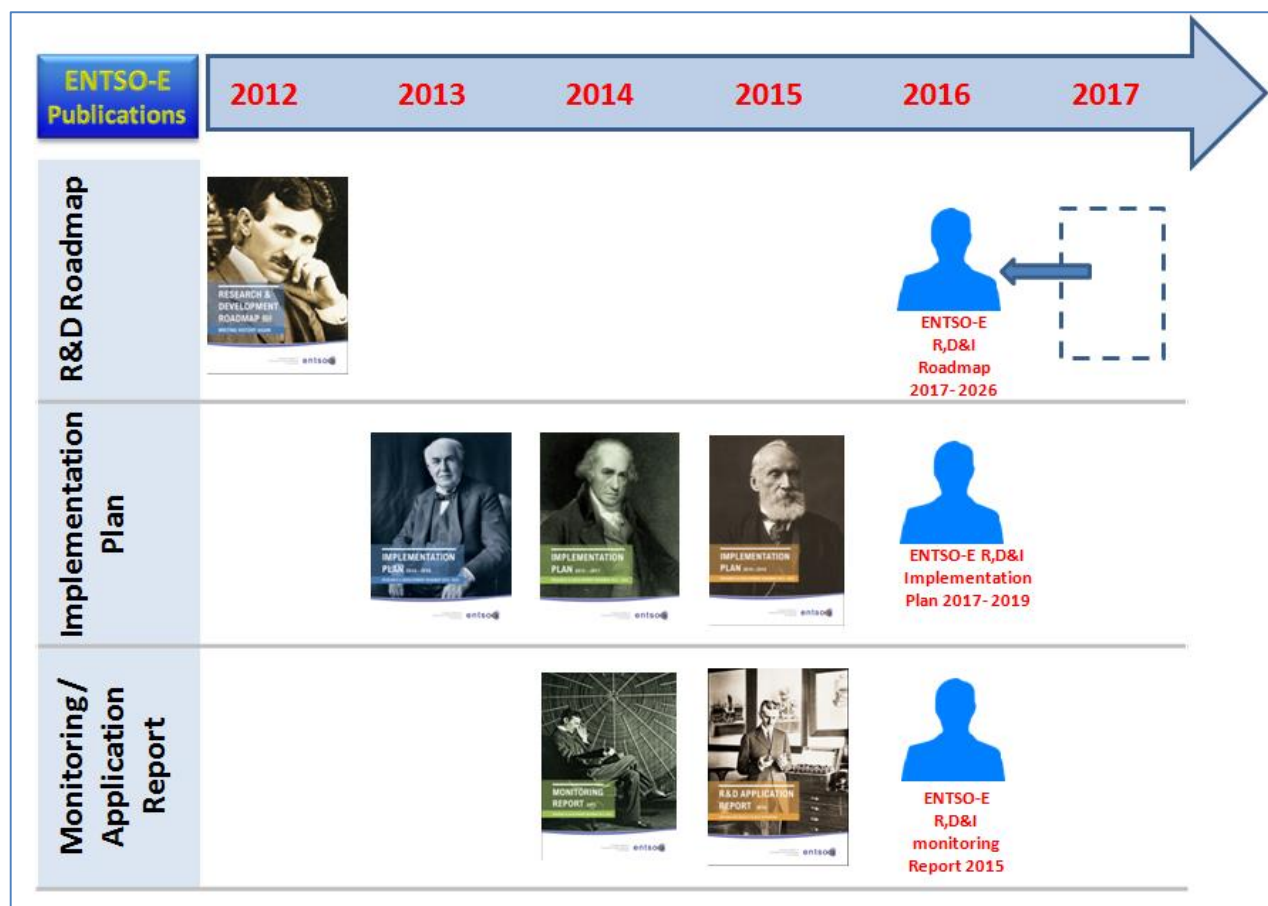 ENTSO-E
Publications
2012
2013
2014
2015
2016
2017
R&D Roadmap
RESEARCH &
DEVELOPMENT
ROADMAP
entsoe
ENTSO-E
R,D&I
Roadmap
2017- 2026
Implementation
Plan
IMPLEMENTATION
PLAN
entsoe
IMPLEMENTATION
PLAN
entsoe
IMPLEMENTATION
PLAN
entsoe
ENTSO-E R,D&I
Implementation
Plan 2017- 2019
Monitoring/
Application
Report
MONITORING
REPORT
entsoe
R&D APPLICATION
REPORT
entsoe
ENTSO-E
R,D&I
monitoring
Report 2015